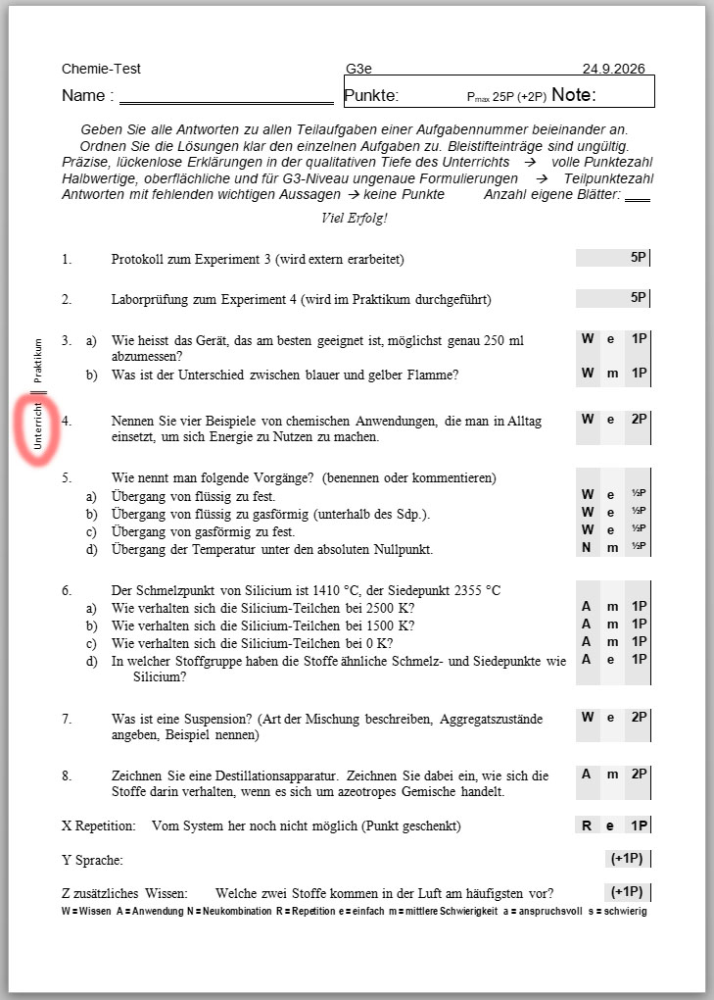 Chemie-Test G3e 24.9.2026
Name : Punkte: Pmax 25P (+2P) Note:
Geben Sie alle Antworten zu allen Teilaufgaben einer Aufgabennummer beieinander an.
Ordnen Sie die Lösungen klar den einzelnen Aufgaben zu. Bleistifteinträge sind ungültig.
Präzise, lückenlose Erklärungen in der qualitativen Tiefe des Unterrichts → volle Punktezahl
Halbwertige, oberflächliche und für G3-Niveau ungenaue Formulierungen → Teilpunktezahl
Antworten mit fehlenden wichtigen Aussagen → keine Punkte Anzahl eigene Blätter: ___
Viel Erfolg!
1. Protokoll zum Experiment 3 (wird extern erarbeitet) 5P
2. Laborprüfung zum Experiment 4 (wird im Praktikum durchgeführt) 5P
Praktikum
3. a) Wie heisst das Gerät, das am besten geeignet ist, möglichst genau 250 ml W e 1P
abzumessen?
b) Was ist der Unterschied zwischen blauer und gelber Flamme? W m 1P
Unterricht
4. Nennen Sie vier Beispiele von chemischen Anwendungen, die man in Alltag W e 2P
einsetzt, um sich Energie zu Nutzen zu machen.
5. Wie nennt man folgende Vorgänge? (benennen oder kommentieren)
a) Übergang von flüssig zu fest. W e ½P
b) Übergang von flüssig zu gasförmig (unterhalb des Sdp.). W e ½P
c) Übergang von gasförmig zu fest. W e ½P
d) Übergang der Temperatur unter den absoluten Nullpunkt. N m ½P
6. Der Schmelzpunkt von Silicium ist 1410 °C, der Siedepunkt 2355 °C
a) Wie verhalten sich die Silicium-Teilchen bei 2500 K? A m 1P
b) Wie verhalten sich die Silicium-Teilchen bei 1500 K? A m 1P
c) Wie verhalten sich die Silicium-Teilchen bei 0 K? A m 1P
d) In welcher Stoffgruppe haben die Stoffe ähnliche Schmelz- und Siedepunkte wie A e 1P
Silicium?
7. Was ist eine Suspension? (Art der Mischung beschreiben, Aggregatszustände W e 2P
angeben, Beispiel nennen)
8. Zeichnen Sie eine Destillationsapparatur. Zeichnen Sie dabei ein, wie sich die A m 2P
Stoffe darin verhalten, wenn es sich um azeotropes Gemische handelt.
X Repetition: Vom System her noch nicht möglich (Punkt geschenkt) R e 1P
Y Sprache: (+1P)
Z zusätzliches Wissen: Welche zwei Stoffe kommen in der Luft am häufigsten vor? (+1P)
W = Wissen A = Anwendung N = Neukombination R = Repetition e = einfach m = mittlere Schwierigkeit a = anspruchsvoll s = schwierig